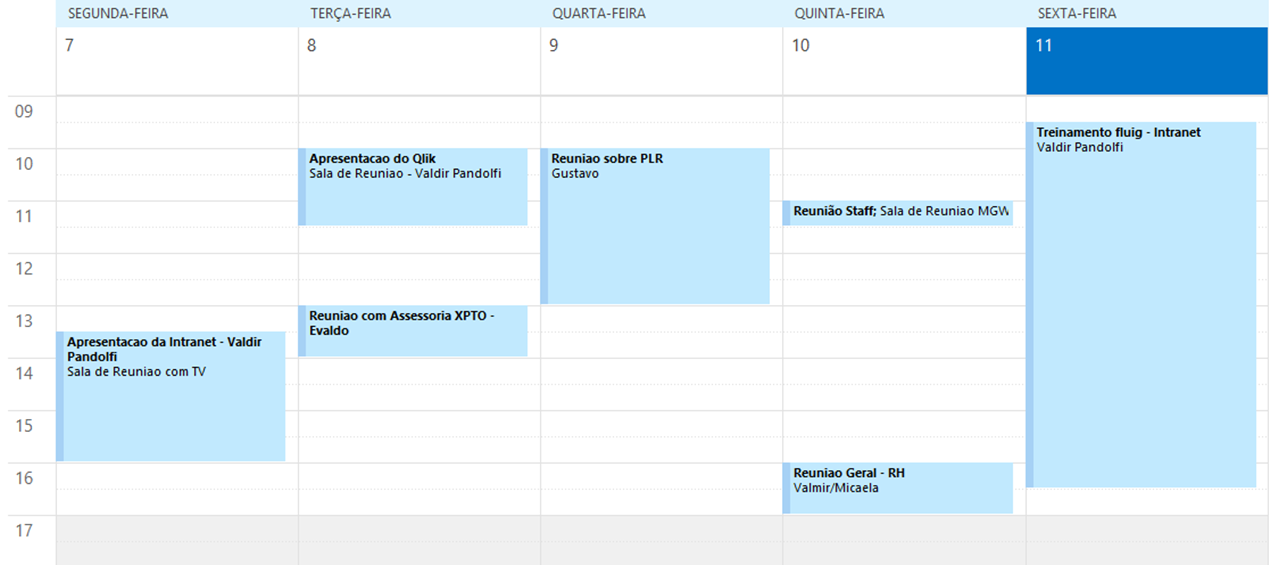 SEGUNDA-FEIRA TERÇA-FEIRA QUARTA-FEIRA QUINTA-FEIRA SEXTA-FEIRA
7 8 9 10 11
09
Treinamento fluig - Intranet
Valdir Pandolfi
10
Apresentacao do Qlik
Sala de Reuniao - Valdir Pandolfi
Reuniao sobre PLR
Gustavo
11
Reunião Staff; Sala de Reuniao MGW
12
13
Reuniao com Assessoria XPTO -
Evaldo
Apresentacao da Intranet - Valdir
Pandolfi
Sala de Reuniao com TV
14
15
16
Reuniao Geral - RH
Valmir/Micaela
17